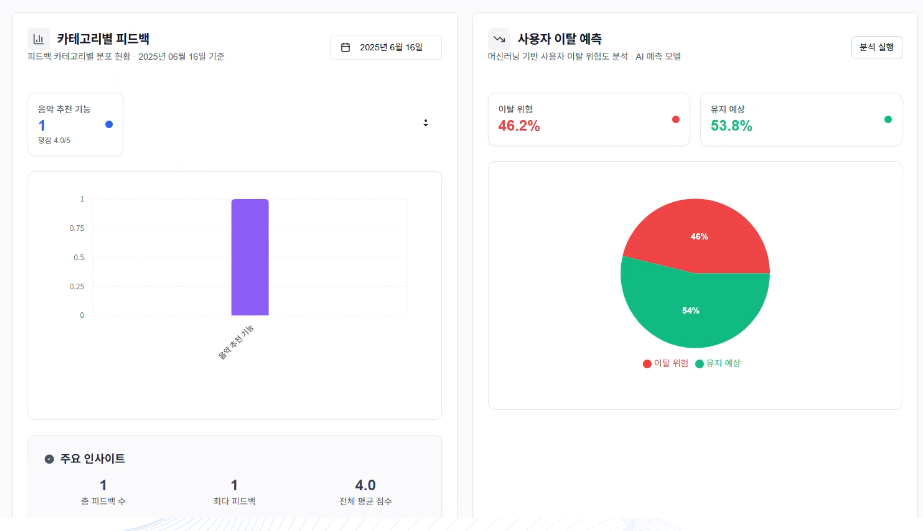 카테고리별 피드백
피드백 카테고리별 분포 현황 · 2025년 06월 16일 기준
2025년 6월 16일
음악 추천 기능
1
평점 4.0/5
1
0.75
0.5
0.25
0
음악 추천 기능
주요 인사이트
1
총 피드백 수
1
최다 피드백
4.0
전체 평균 점수
사용자 이탈 예측
머신러닝 기반 사용자 이탈 위험도 분석 · AI 예측 모델
분석 실행
이탈 위험
46.2%
유지 예상
53.8%
46%
54%
이탈 위험
유지 예상